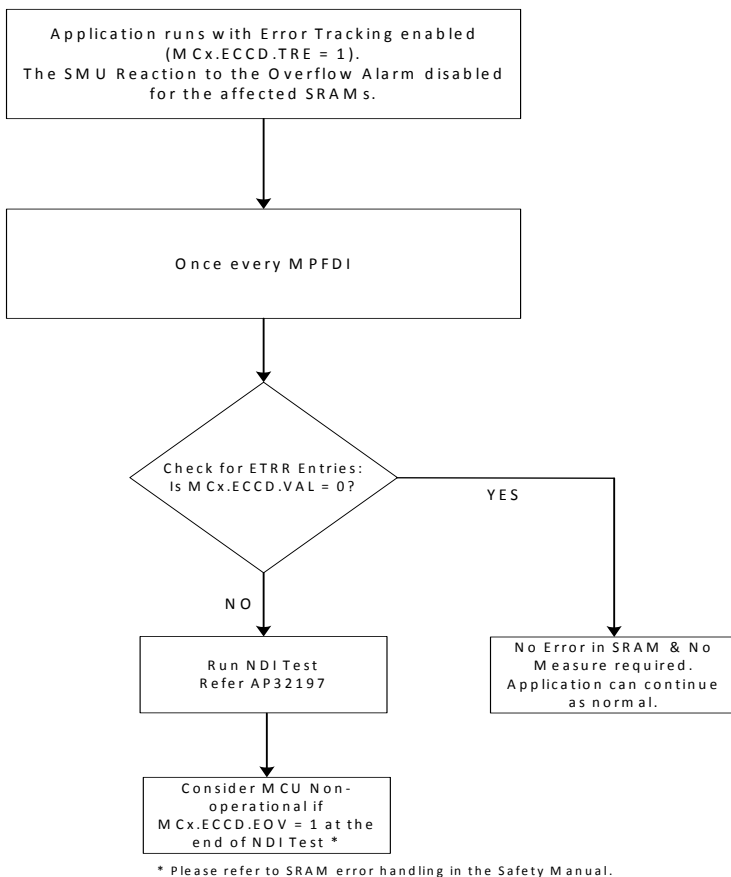 Application runs with Error Tracking enabled
(MCx.ECCD.TRE = 1).
The SMU Reaction to the Overflow Alarm disabled
for the affected SRAMs.
Once every MPFDI
Check for ETRR Entries:
Is MCx.ECCD.VAL = 0?
YES
NO
Run NDI Test
Refer AP32197
No Error in SRAM & No
Measure required.
Application can continue
as normal.
Consider MCU Non-
operational if
MCx.ECCD.EOV = 1 at the
end of NDI Test *
* Please refer to SRAM error handling in the Safety Manual.